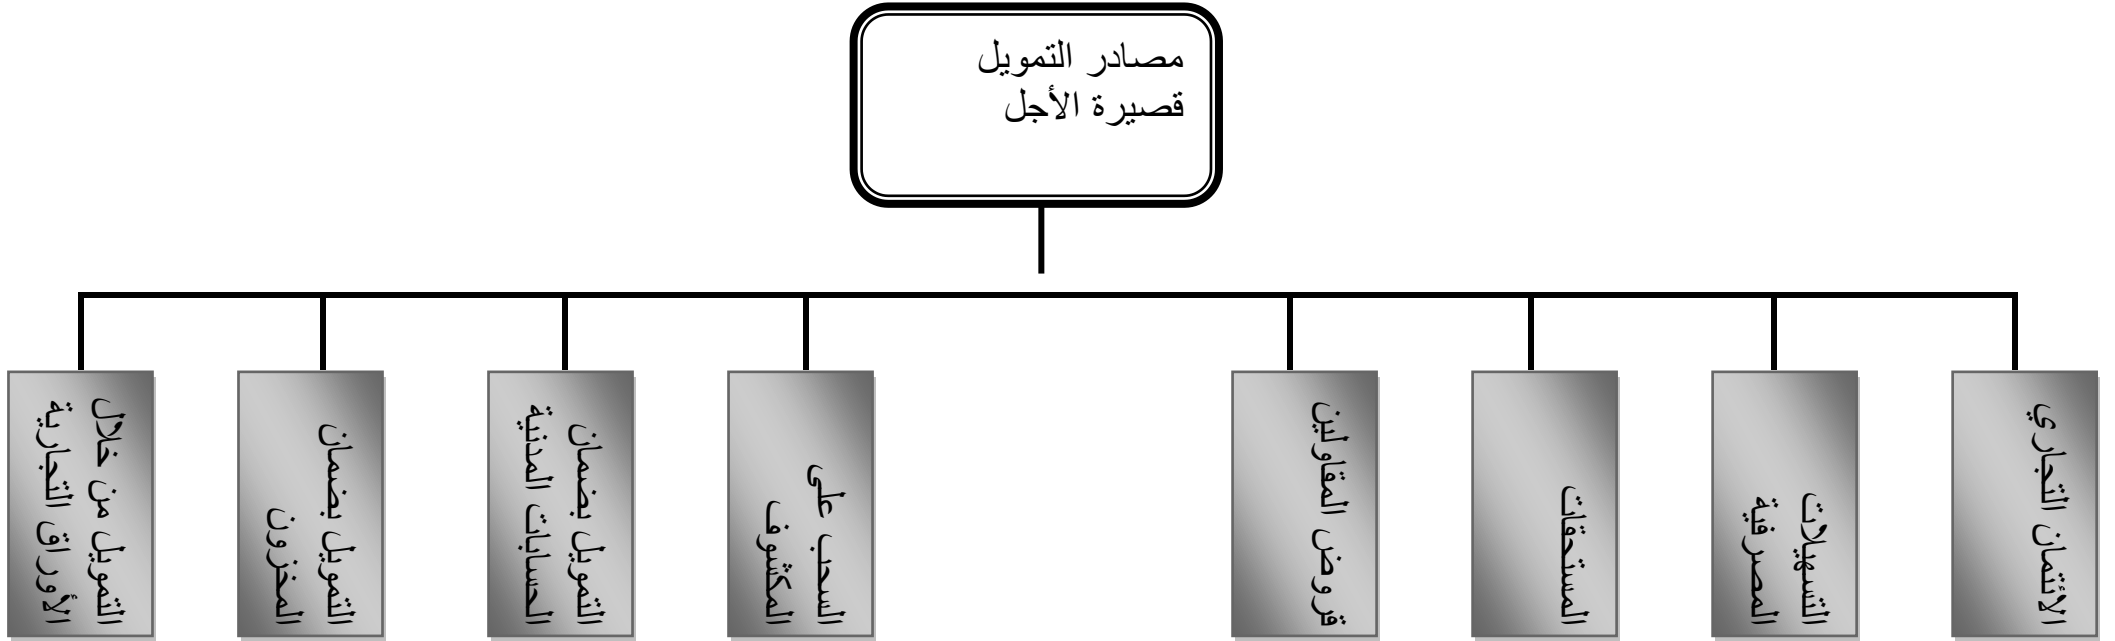 مصادر التمويل
قصيرة الأجل
الائتمان التجاري
التسهيلات
المصرفية
المستحقات
قروض المقاولين
السحب على
المكشوف
التمويل بضمان
الحسابات المدنية
التمويل بضمان
المخزون
التمويل من خلال
الأوراق التجارية